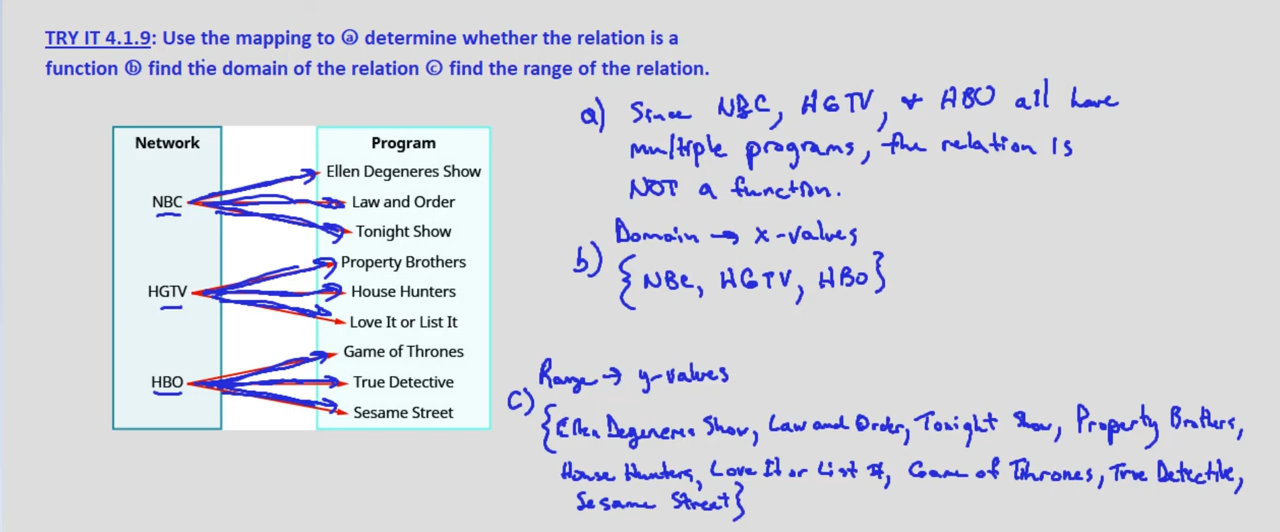 TRY IT 4.1.9: Use the mapping to ⓐ determine whether the relation is a
function ⓑ find the domain of the relation ⓒ find the range of the relation.
Network
Program
NBC
Ellen Degeneres Show
Law and Order
Tonight Show
HGTV
Property Brothers
House Hunters
Love It or List It
HBO
Game of Thrones
True Detective
Sesame Street
a) Since NBC, HGTV, & HBO all have
multiple programs, the relation is
NOT a function.
Domain → x-values
b) {NBC, HGTV, HBO}
Range → y-values
c) {Ellen Degeneres Show, Law and Order, Tonight Show, Property Brothers,
House Hunters, Love It or List It, Game of Thrones, True Detective,
Sesame Street}